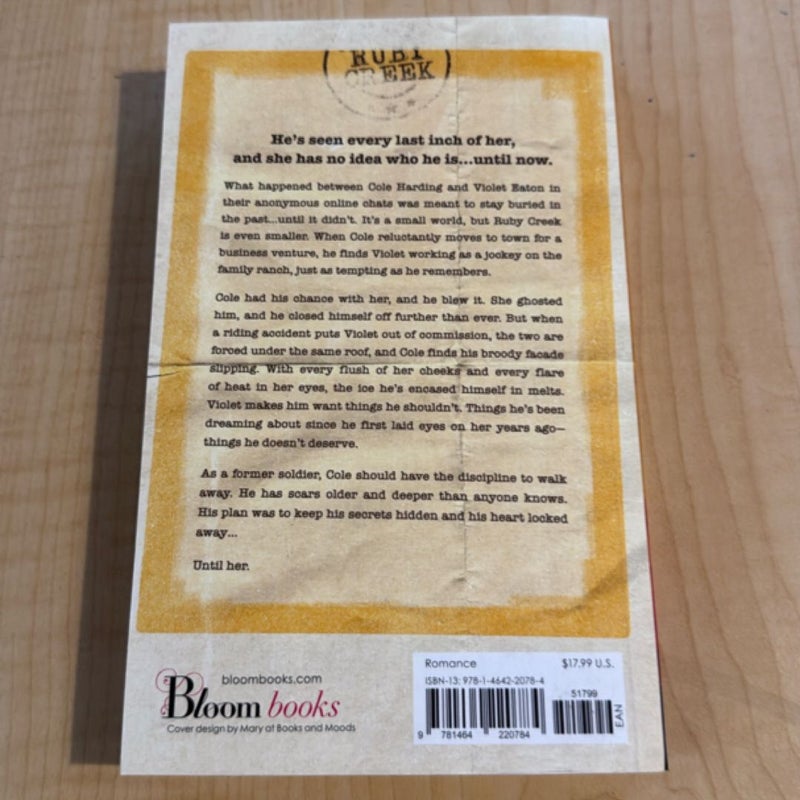 RUBY
CREEK
He's seen every last inch of her,
and she has no idea who he is...until now.
What happened between Cole Harding and Violet Eaton in
their anonymous online chats was meant to stay buried in
the past...until it didn't. It's a small world, but Ruby Creek
is even smaller. When Cole reluctantly moves to town for a
business venture, he finds Violet working as a jockey on the
family ranch, just as tempting as he remembers.
Cole had his chance with her, and he blew it. She ghosted
him, and he closed himself off further than ever. But when
a riding accident puts Violet out of commission, the two are
forced under the same roof, and Cole finds his broody facade
slipping. With every flush of her cheeks and every flare
of heat in her eyes, the ice he's encased himself in melts.
Violet makes him want things he shouldn't. Things he's been
dreaming about since he first laid eyes on her years ago—
things he doesn't deserve.
As a former soldier, Cole should have the discipline to walk
away. He has scars older and deeper than anyone knows.
His plan was to keep his secrets hidden and his heart locked
away...
Until her.
bloombooks.com
Bloom books
Cover design by Mary at Books and Moods
Romance $17.99 U.S.
ISBN-13: 978-1-4642-2078-4
51799
EAN
9 781464 220784